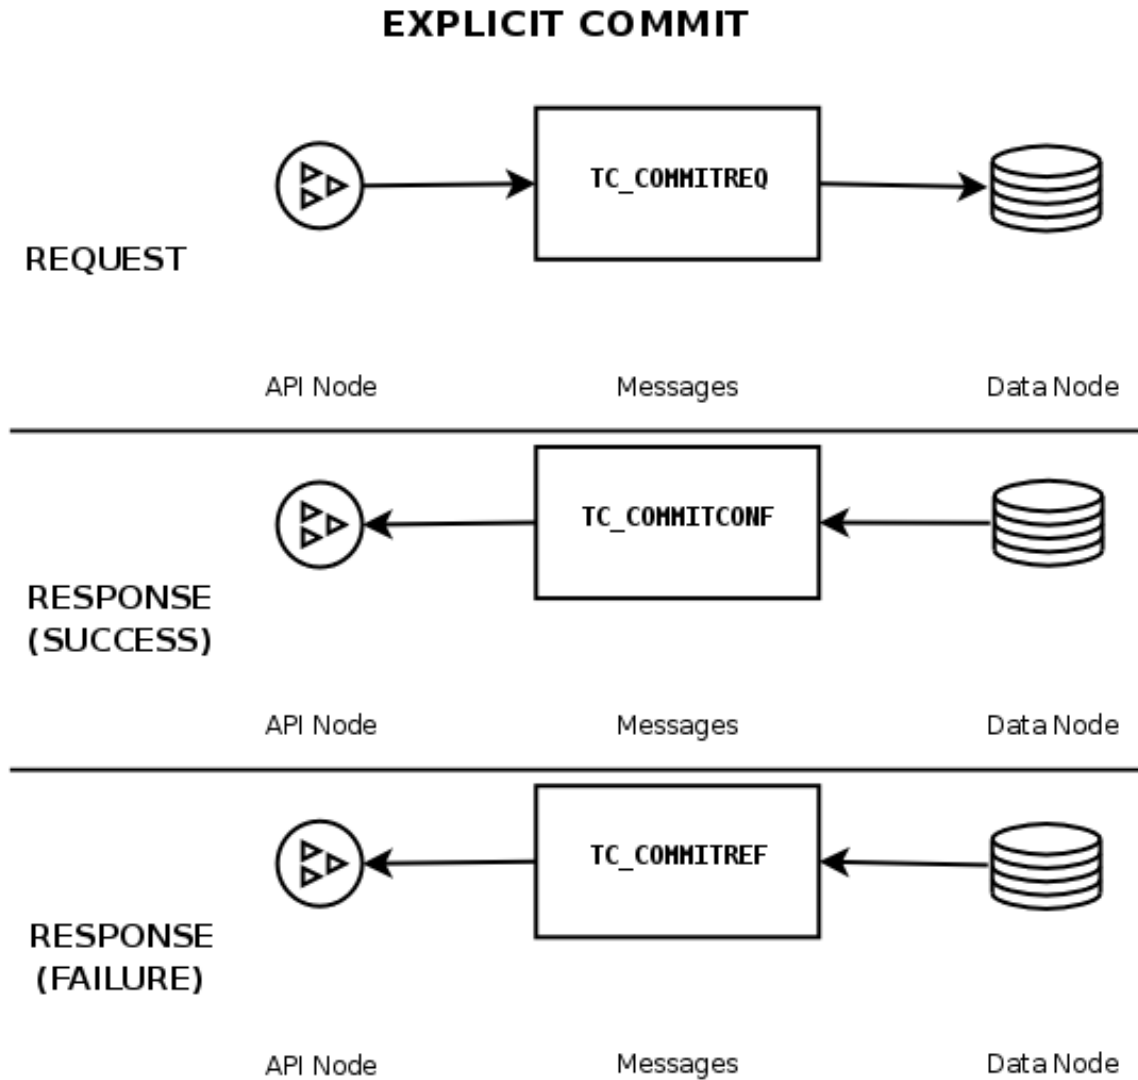 EXPLICIT COMMIT
TC_COMMITREQ
REQUEST
API Node
Messages
Data Node
TC_COMMITCONF
RESPONSE
(SUCCESS)
API Node
Messages
Data Node
TC_COMMITREF
RESPONSE
(FAILURE)
API Node
Messages
Data Node